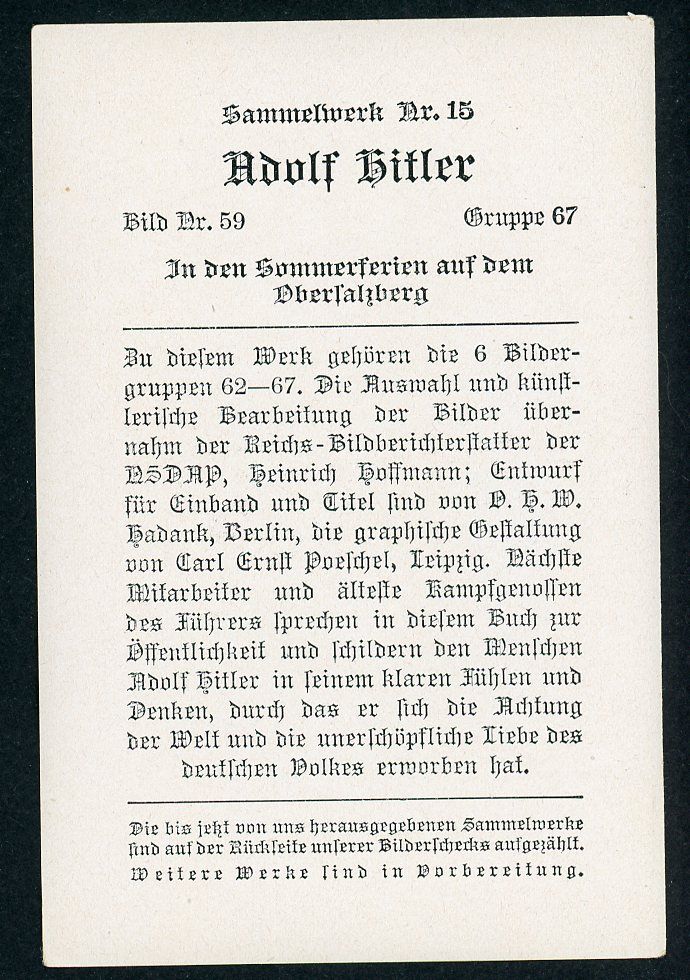 Sammelwerk Nr. 15
Adolf Hitler
Bild Nr. 59
Gruppe 67
In den Sommerferien auf dem
Obersalzberg
Zu diesem Werk gehören die 6 Bilder-
gruppen 62—67. Die Auswahl und künst-
lerische Bearbeitung der Bilder über-
nahm der Reichs-Bildberichterstatter der
NSDAP, Heinrich Hoffmann; Entwurf
für Einband und Titel sind von O. H. W.
Hadank, Berlin, die graphische Gestaltung
von Carl Ernst Poeschel, Leipzig. Nächste
Mitarbeiter und älteste Kampfgenossen
des Führers sprechen in diesem Buch zur
Öffentlichkeit und schildern den Menschen
Adolf Hitler in seinem klaren Fühlen und
Denken, durch das er sich die Achtung
der Welt und die unerschöpfliche Liebe des
deutschen Volkes erworben hat.
Die bis jetzt von uns herausgegebenen Sammelwerke
sind auf der Rückseite unserer Bilderschecks aufgezählt.
Weitere Werke sind in Vorbereitung.